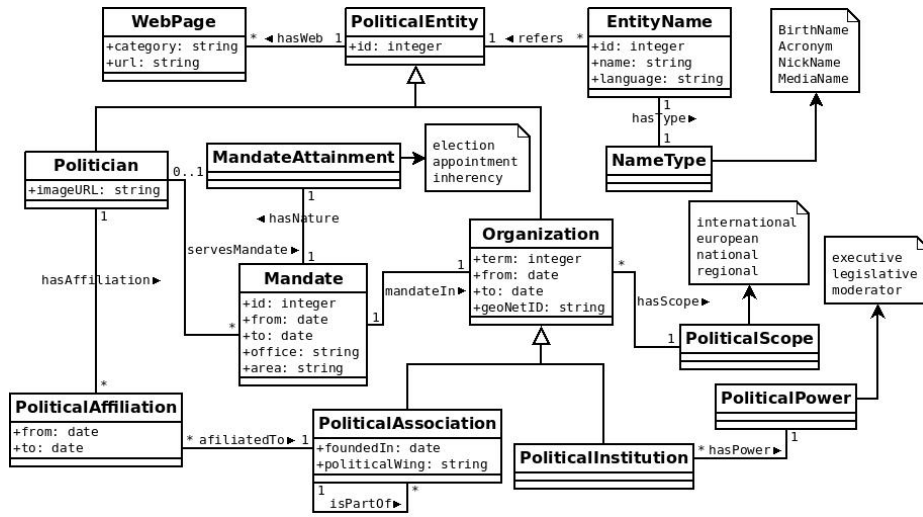 WebPage
+category: string
+url: string
* ◄ hasWeb 1
PoliticalEntity
+id: integer
1 ◄ refers *
EntityName
+id: integer
+name: string
+language: string
BirthName
Acronym
NickName
MediaName
1
hasType►
1
NameType
Politician
+imageURL: string
0..1
1
MandateAttainment
election
appointment
inherency
1
◄ hasNature
servesMandate ►
1
hasAffiliation ►
Mandate
+id: integer
+from: date
+to: date
+office: string
+area: string
*
1
mandateIn►
1
Organization
+term: integer
+from: date
+to: date
+geoNetID: string
*
hasScope
►
1
international
european
national
regional
PoliticalScope
executive
legislative
moderator
PoliticalPower
1
*
PoliticalAffiliation
+from: date
+to: date
* afiliatedTo► 1
PoliticalAssociation
+foundedIn: date
+politicalWing: string
1 *
isPartOf►
PoliticalInstitution
* hasPower►